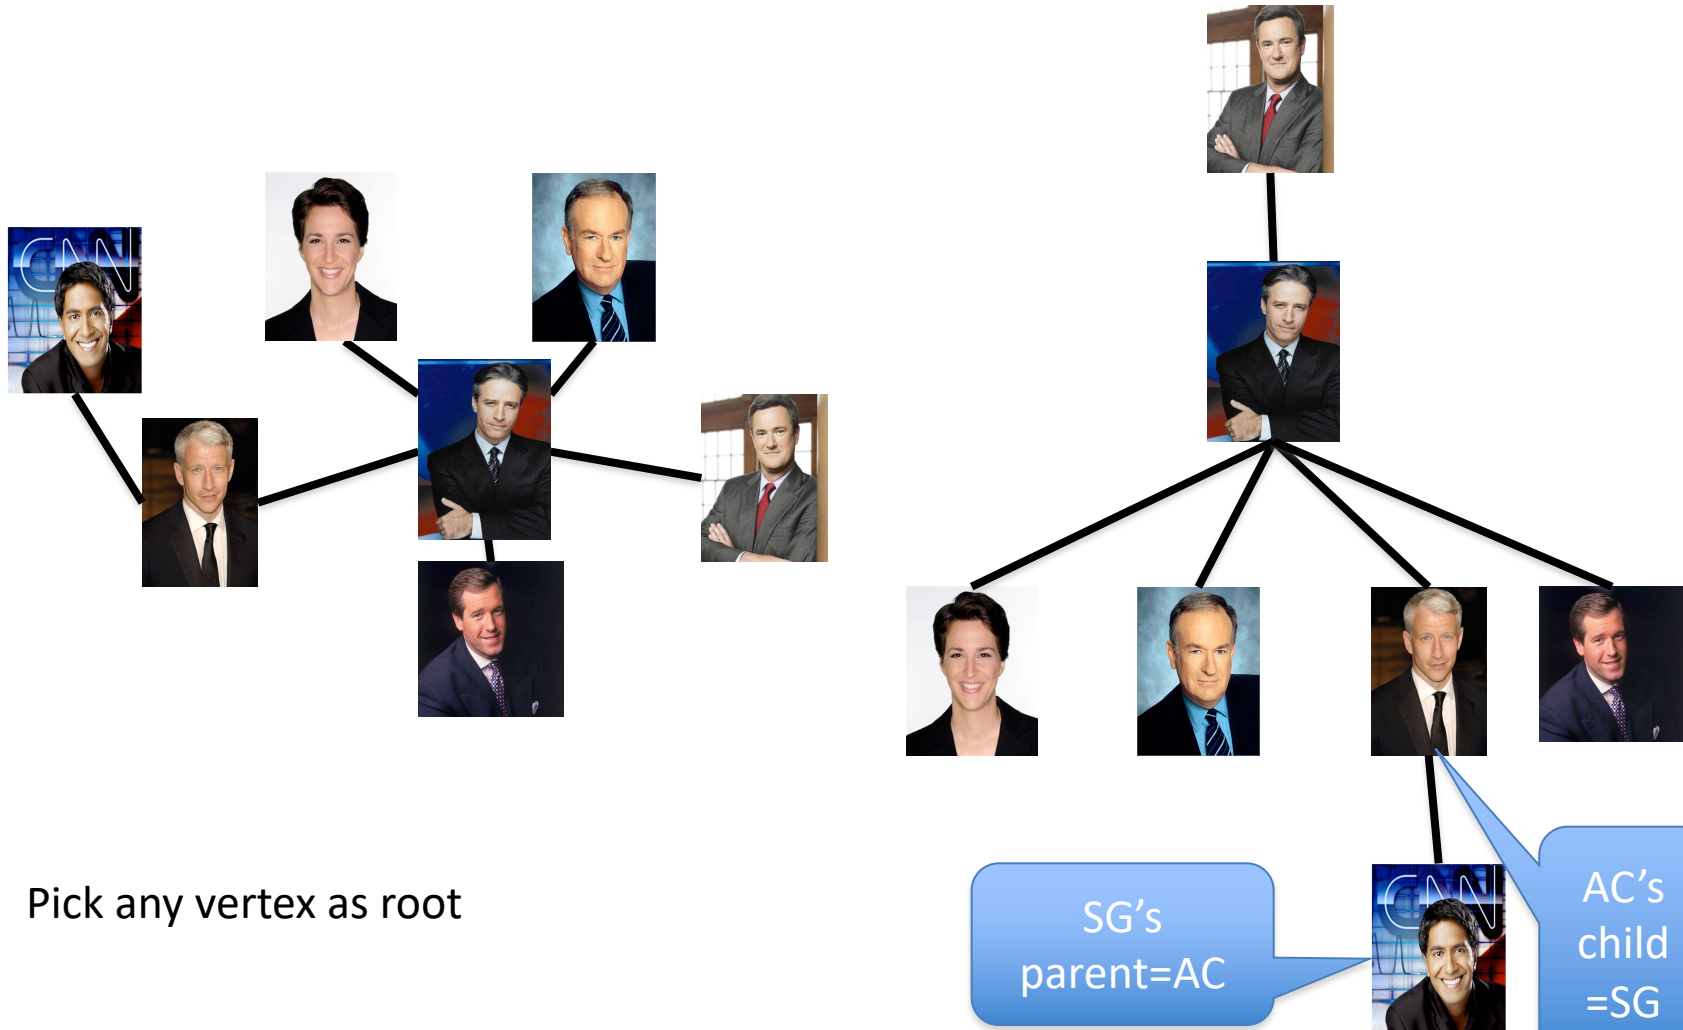 CNN
Pick any vertex as root
SG’s
parent=AC
CNN
AC’s
child
=SG